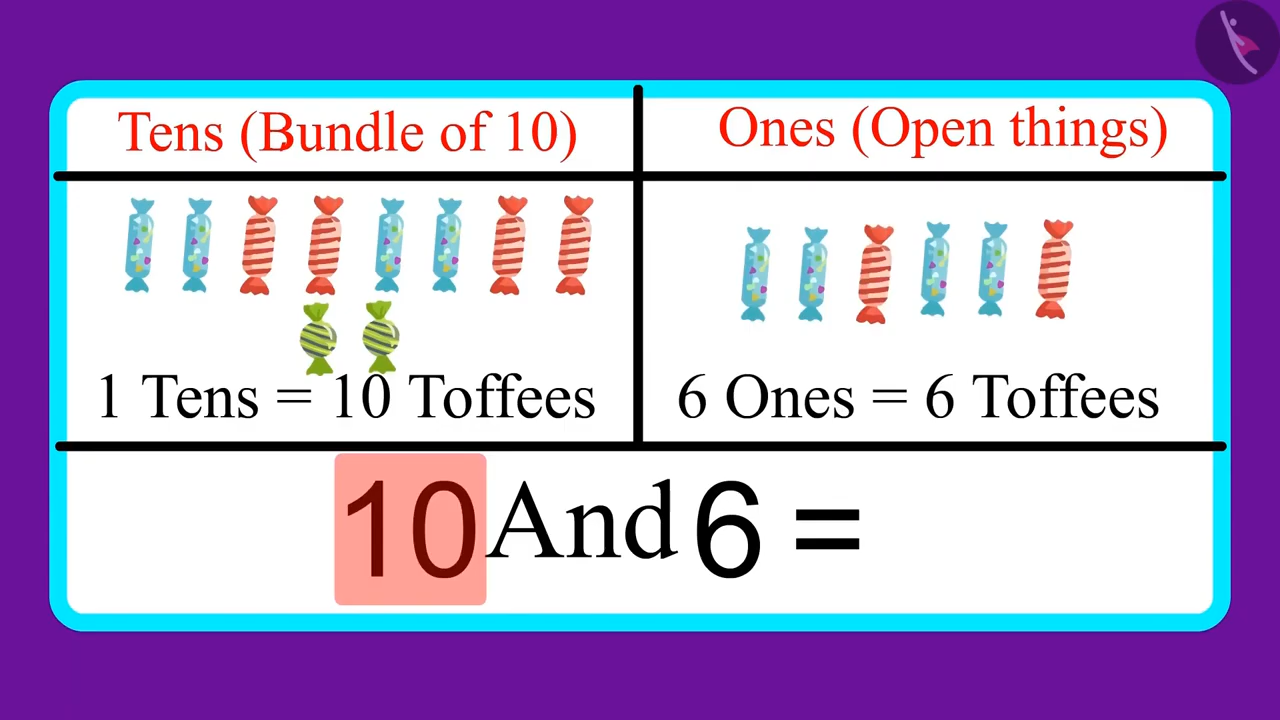 Tens (Bundle of 10)
Ones (Open things)
1 Tens = 10 Toffees
6 Ones = 6 Toffees
10 And 6 =